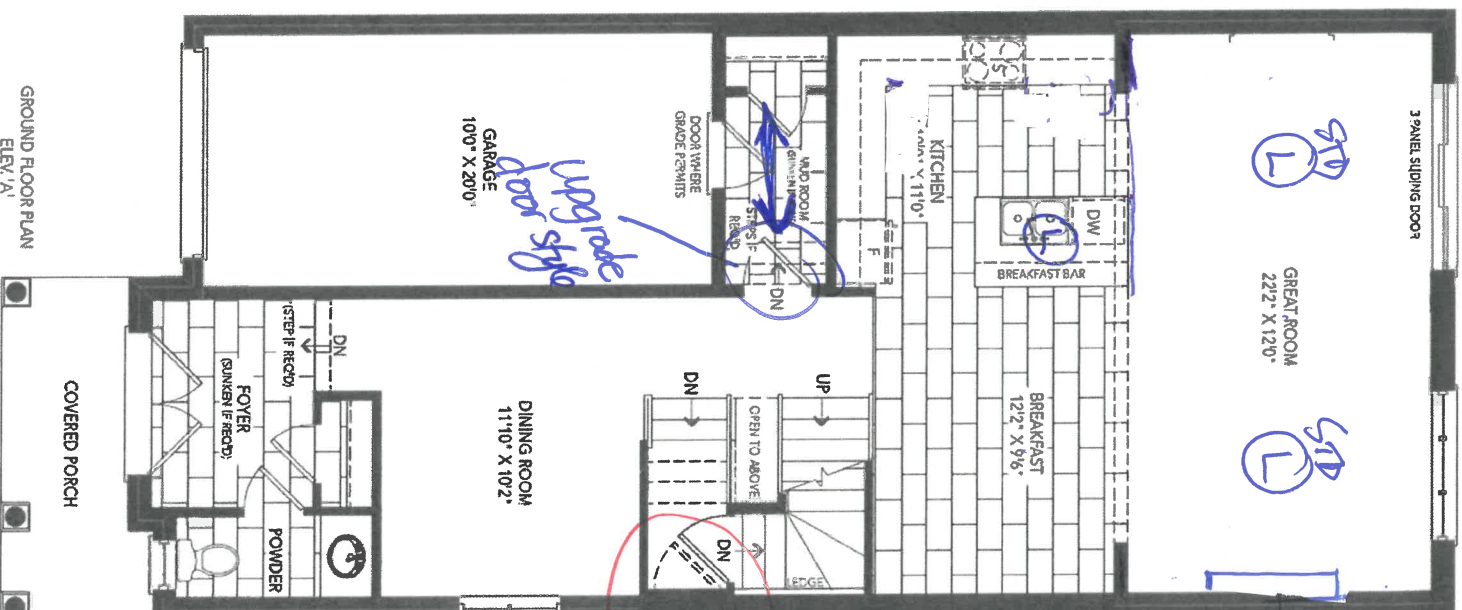 GROUND FLOOR PLAN
ELEV. 'A'
GARAGE
10'0" X 20'0"
DOOR WHERE
GRADE PERMITS
upgrade
door style
MUD ROOM
STEPS IF
REQ'D
DN
KITCHEN
X 11'0"
F
S
DW
L
BREAKFAST BAR
3 PANEL SLIDING DOOR
STD
L
GREAT ROOM
22'2" X 12'0"
STD
L
BREAKFAST
12'2" X 9'6"
UP
OPEN TO ABOVE
DN
DN
LEDGE
DINING ROOM
11'10" X 10'2"
DN
(STEP IF REQ'D)
FOYER
(SUNKEN IF REQ'D)
POWDER
COVERED PORCH